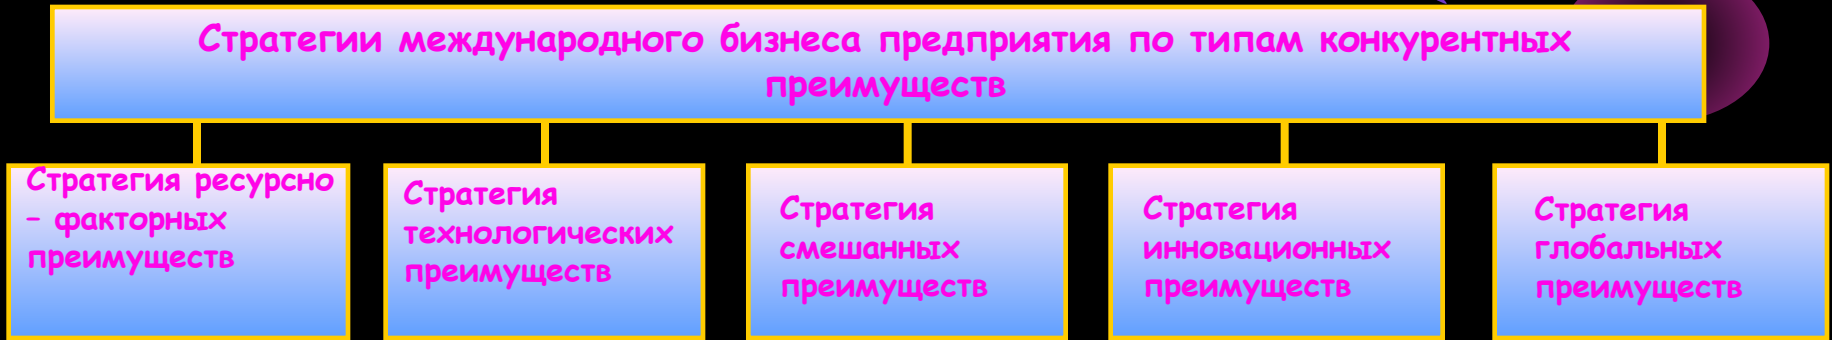 Стратегии международного бизнеса предприятия по типам конкурентных
преимуществ
Стратегия ресурсно
– факторных
преимуществ
Стратегия
технологических
преимуществ
Стратегия
смешанных
преимуществ
Стратегия
инновационных
преимуществ
Стратегия
глобальных
преимуществ